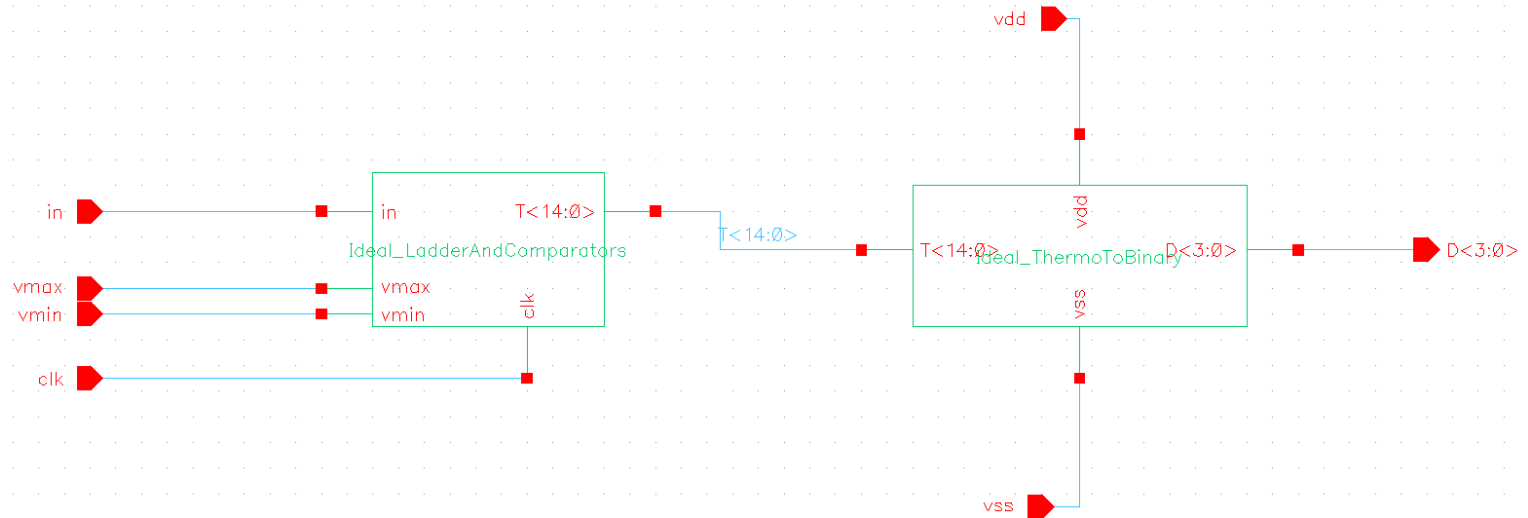 vdd
in
in
T<14:0>
T<14:0>
Ideal_LadderAndComparators
vmax
vmax
vmin
vmin
clk
clk
vdd
T<14:0>
D<3:0>
Ideal_ThermoToBinary
D<3:0>
vss
vss